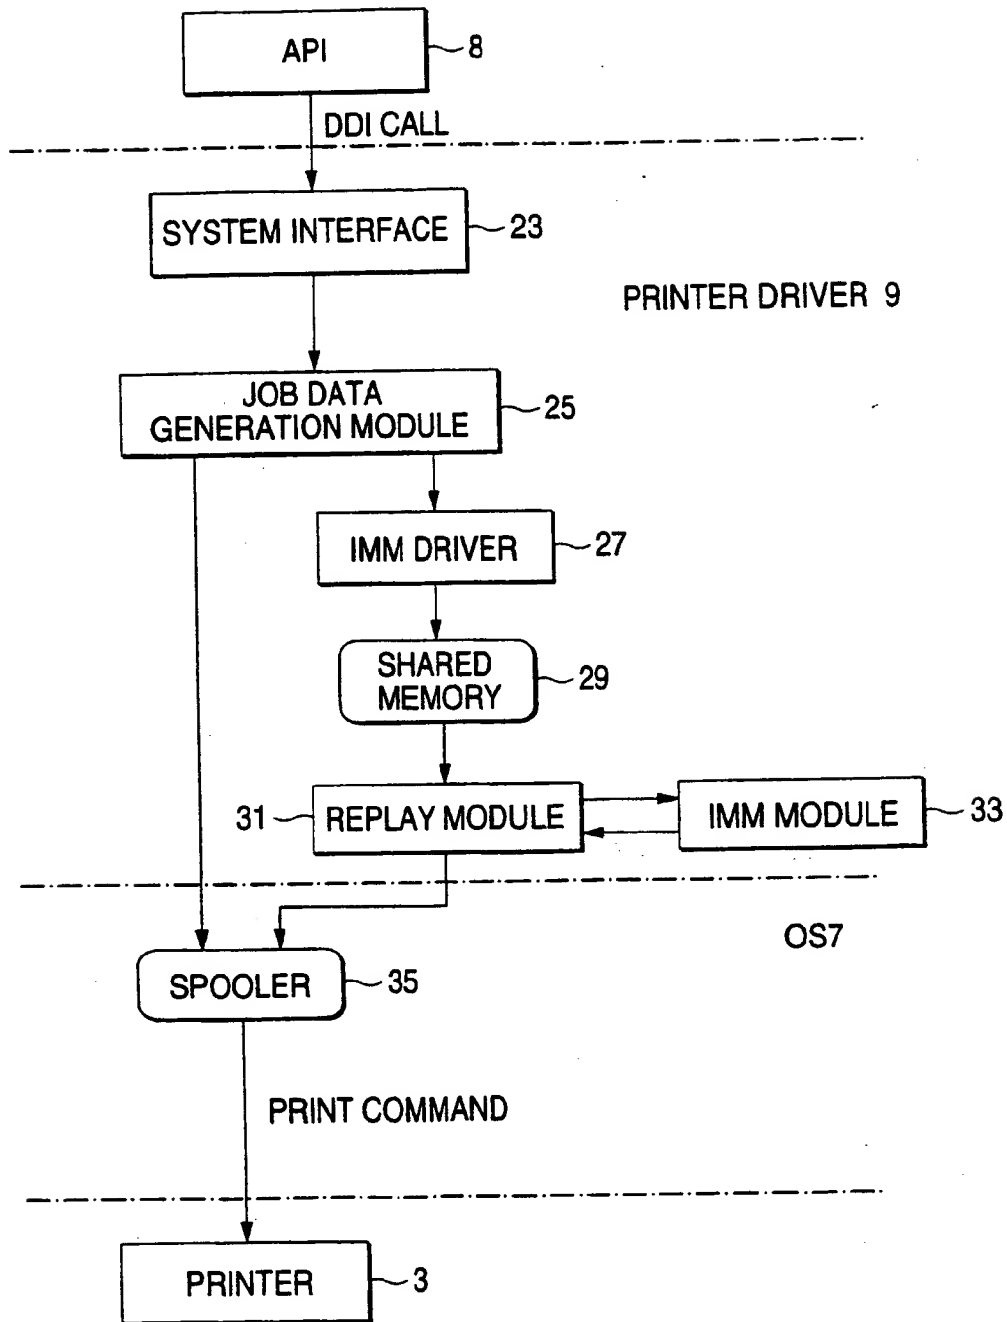 API
8
DDI CALL
SYSTEM INTERFACE
23
PRINTER DRIVER 9
JOB DATA
GENERATION MODULE
25
IMM DRIVER
27
SHARED
MEMORY
29
31
REPLAY MODULE
IMM MODULE
33
OS7
SPOOLER
35
PRINT COMMAND
PRINTER
3